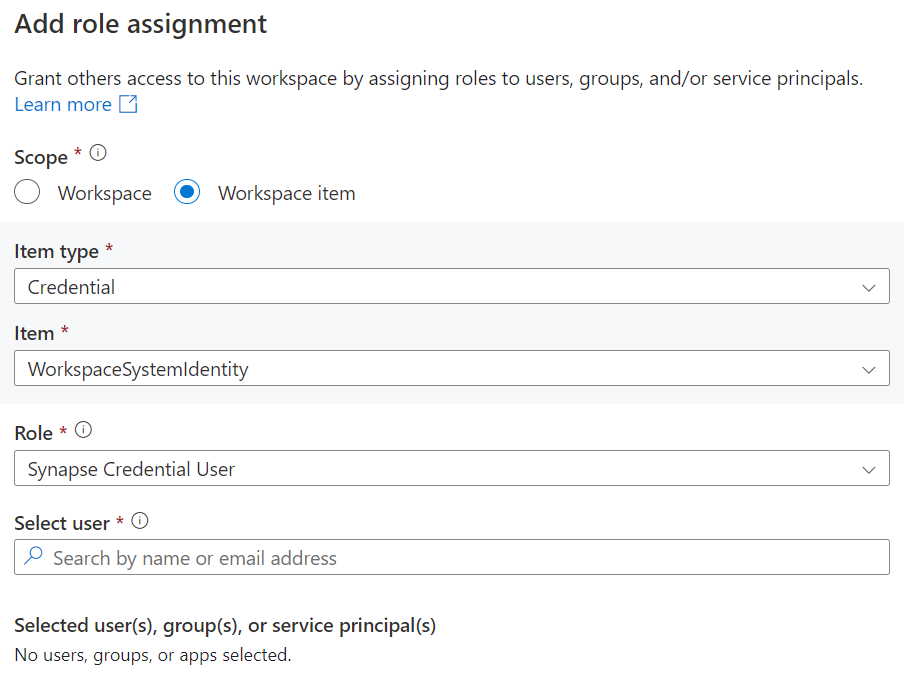 Add role assignment
Grant others access to this workspace by assigning roles to users, groups, and/or service principals.
Learn more
Scope *
Workspace
Workspace item
Item type *
Credential
Item *
WorkspaceSystemIdentity
Role *
Synapse Credential User
Select user *
Search by name or email address
Selected user(s), group(s), or service principal(s)
No users, groups, or apps selected.